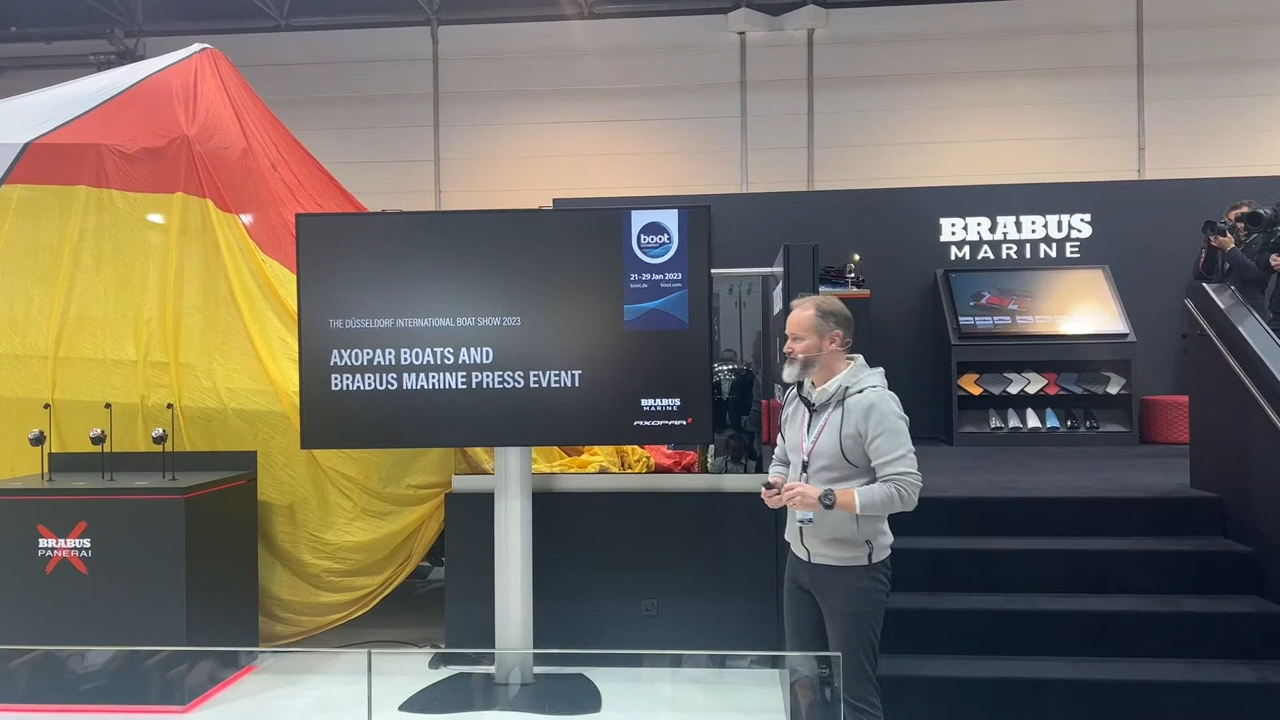 boot
Düsseldorf
21-29 Jan 2023
boot.de boot.com
THE DÜSSELDORF INTERNATIONAL BOAT SHOW 2023
AXOPAR BOATS AND
BRABUS MARINE PRESS EVENT
BRABUS
MARINE
AXOPAR
BRABUS
MARINE
BRABUS
PANERAI